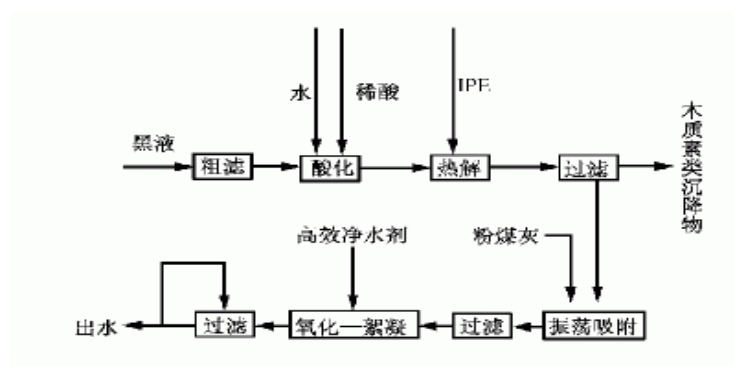 水
稀酸
IPE
黑液
粗滤
酸化
热解
过滤
木质素类沉降物
高效净水剂
粉煤灰
出水
过滤
氧化—絮凝
过滤
振荡吸附